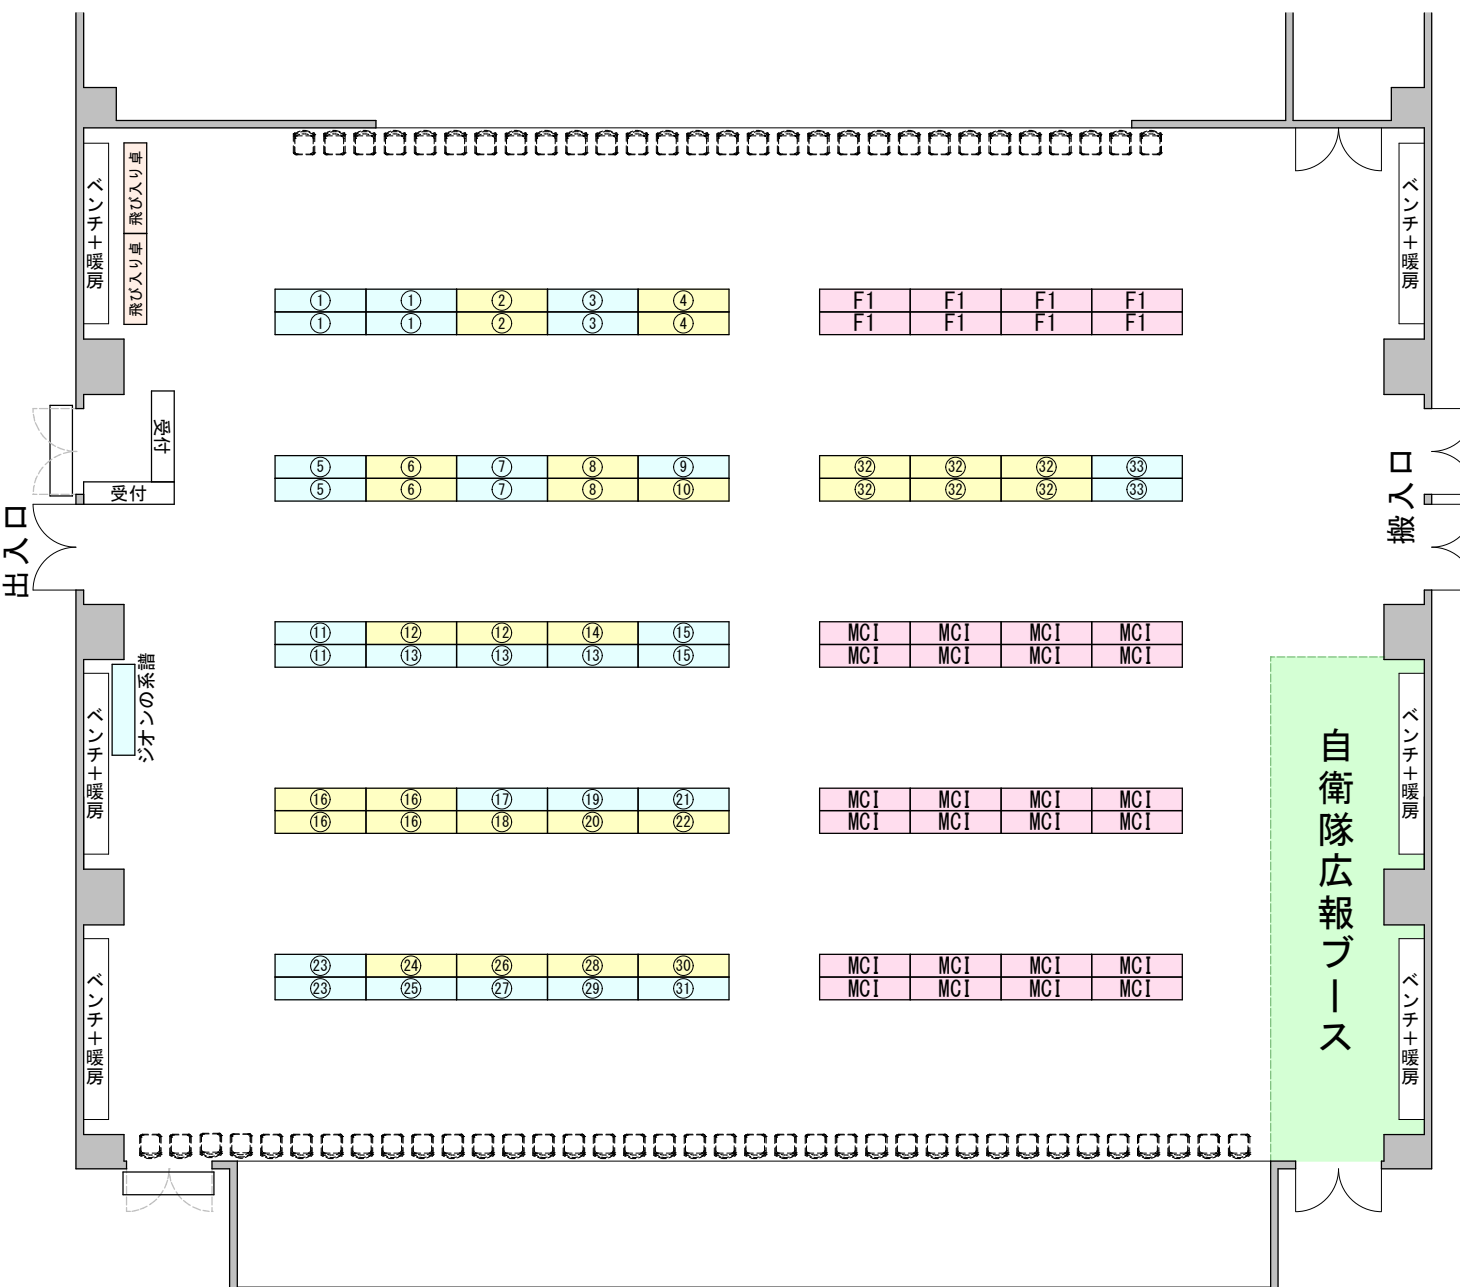 ベンチ＋暖房
飛び入り卓
飛び入り卓
ベンチ＋暖房
① ① ② ③ ④ F1 F1 F1 F1
① ① ② ③ ④ F1 F1 F1 F1
受付
受付
出入口
搬入口
⑤ ⑥ ⑦ ⑧ ⑨ ㉜ ㉜ ㉜ ㉝
⑤ ⑥ ⑦ ⑧ ⑩ ㉜ ㉜ ㉜ ㉝
⑪ ⑫ ⑫ ⑭ ⑮ MCI MCI MCI MCI
⑪ ⑬ ⑬ ⑬ ⑮ MCI MCI MCI MCI
ジオンの系譜
ベンチ＋暖房
自衛隊広報ブース
ベンチ＋暖房
⑯ ⑯ ⑰ ⑲ ㉑ MCI MCI MCI MCI
⑯ ⑯ ⑱ ⑳ ㉒ MCI MCI MCI MCI
㉓ ㉔ ㉖ ㉘ ㉚ MCI MCI MCI MCI
㉓ ㉕ ㉗ ㉙ ㉛ MCI MCI MCI MCI
ベンチ＋暖房
ベンチ＋暖房